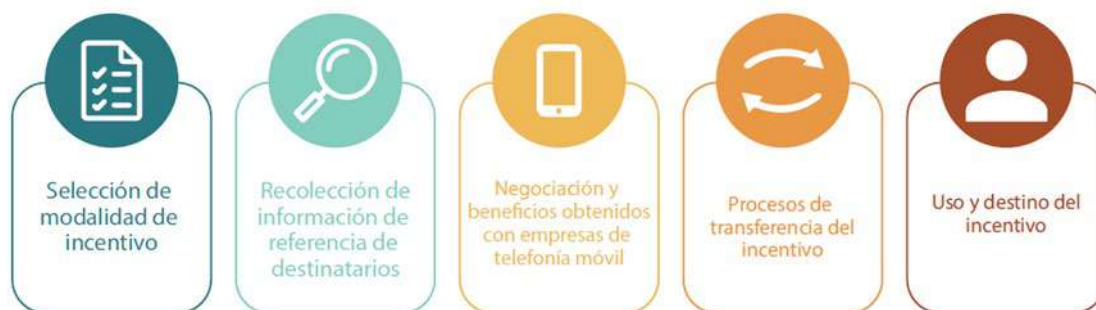 Selección de
modalidad de
incentivo
Recolección de
información de
referencia de
destinatarios
Negociación y
beneficios obtenidos
con empresas de
telefonía móvil
Procesos de
transferencia del
incentivo
Uso y destino del
incentivo